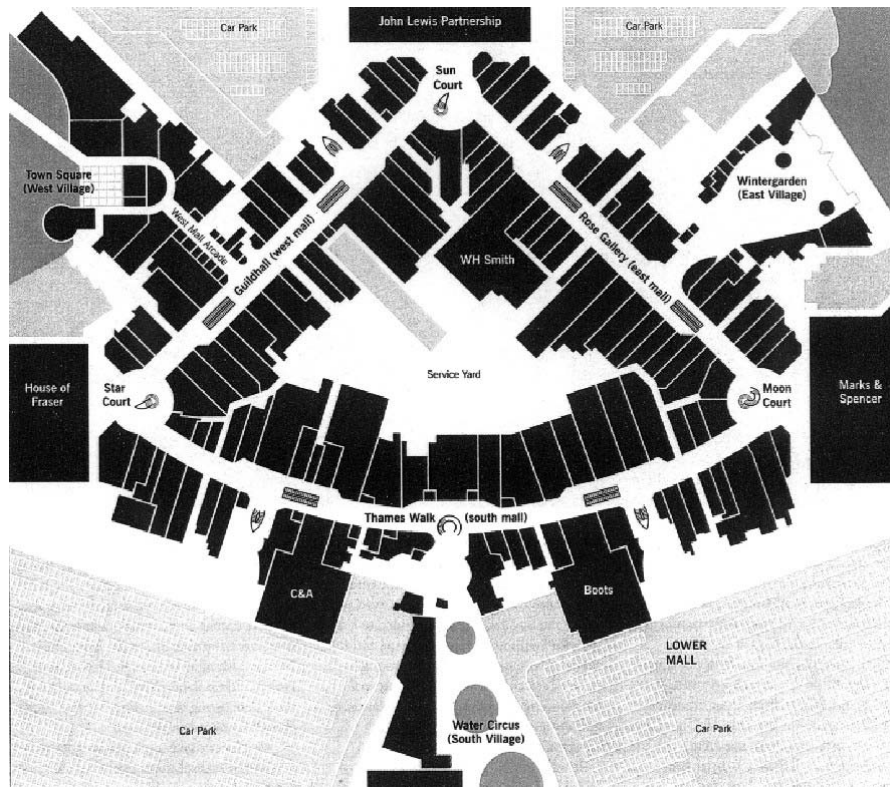 John Lewis Partnership
Car Park
Car Park
Sun
Court
Town Square
(West Village)
Wintergarden
(East Village)
West Mall Arcade
Guildhall (west mall)
Rose Gallery (east mall)
WH Smith
Service Yard
House of
Fraser
Star
Court
Moon
Court
Marks &
Spencer
Thames Walk (south mall)
C&A
Boots
LOWER
MALL
Water Circus
(South Village)
Car Park
Car Park